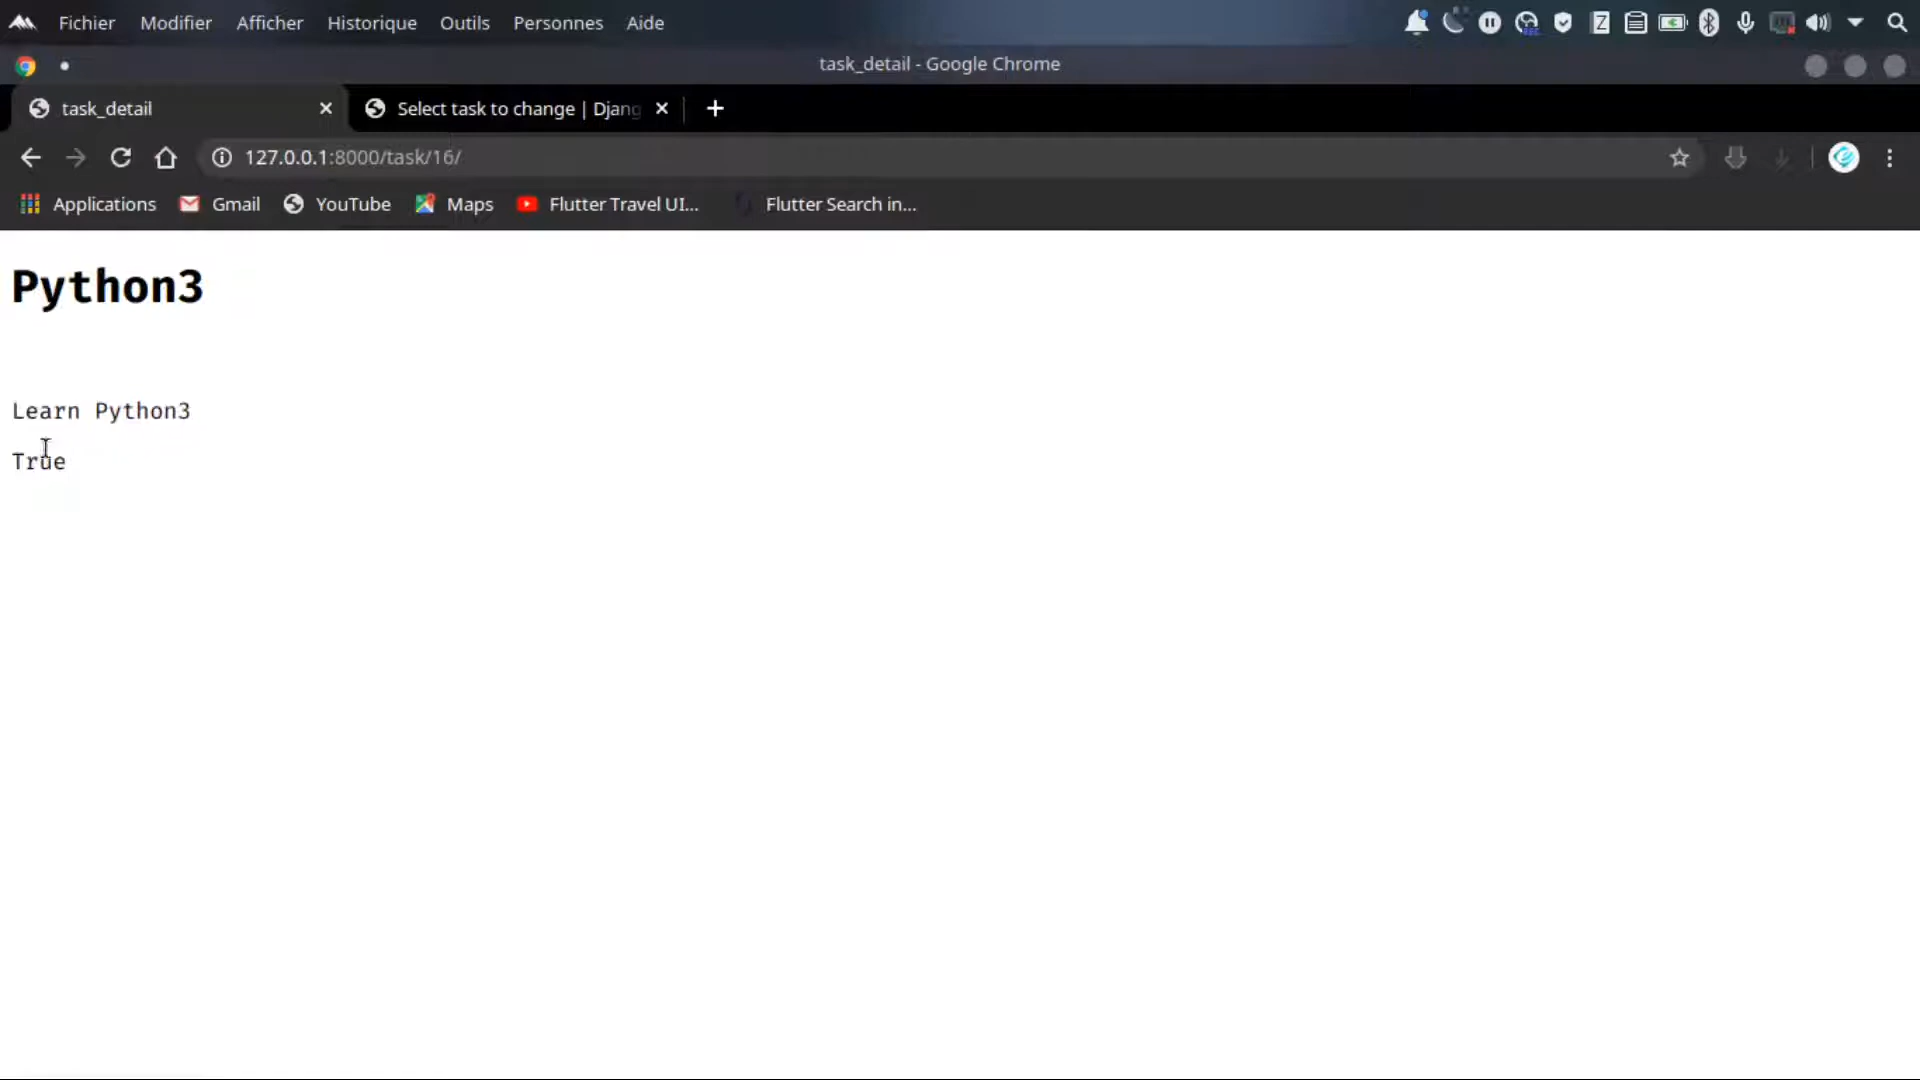 Fichier Modifier Afficher Historique Outils Personnes Aide
task_detail - Google Chrome
task_detail Select task to change | Djang
127.0.0.1:8000/task/16/
Applications Gmail YouTube Maps Flutter Travel UI... Flutter Search in...
Python3
Learn Python3
True